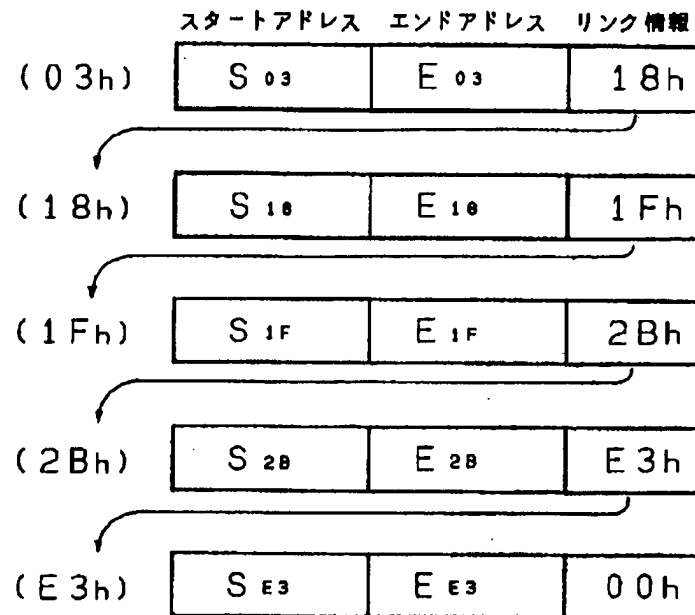 スタートアドレス エンドアドレス リンク情報
(03h) S03 E03 18h
(18h) S18 E18 1Fh
(1Fh) S1F E1F 2Bh
(2Bh) S2B E2B E3h
(E3h) SE3 EE3 00h